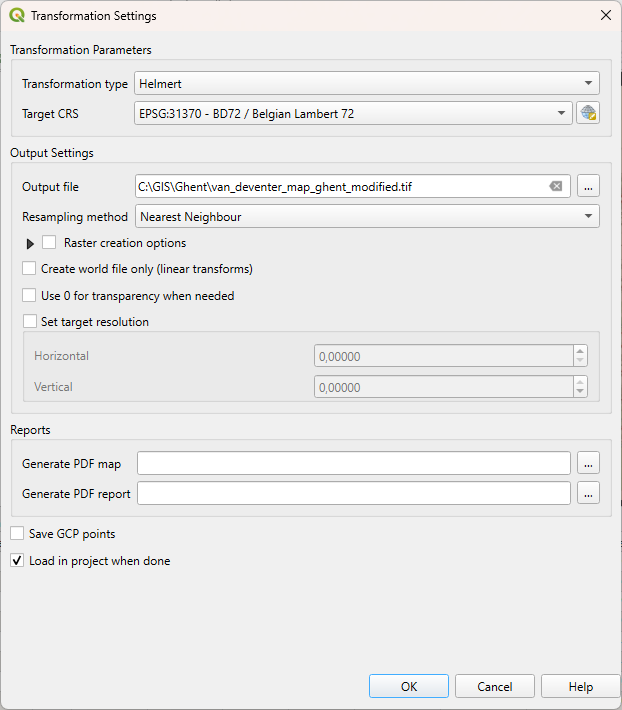 Transformation Settings
Transformation Parameters
Transformation type Helmert
Target CRS EPSG:31370 - BD72 / Belgian Lambert 72
Output Settings
Output file C:\GIS\Ghent\van_deventer_map_ghent_modified.tif ...
Resampling method Nearest Neighbour
Raster creation options
Create world file only (linear transforms)
Use 0 for transparency when needed
Set target resolution
Horizontal 0,00000
Vertical 0,00000
Reports
Generate PDF map ...
Generate PDF report ...
Save GCP points
Load in project when done
OK Cancel Help